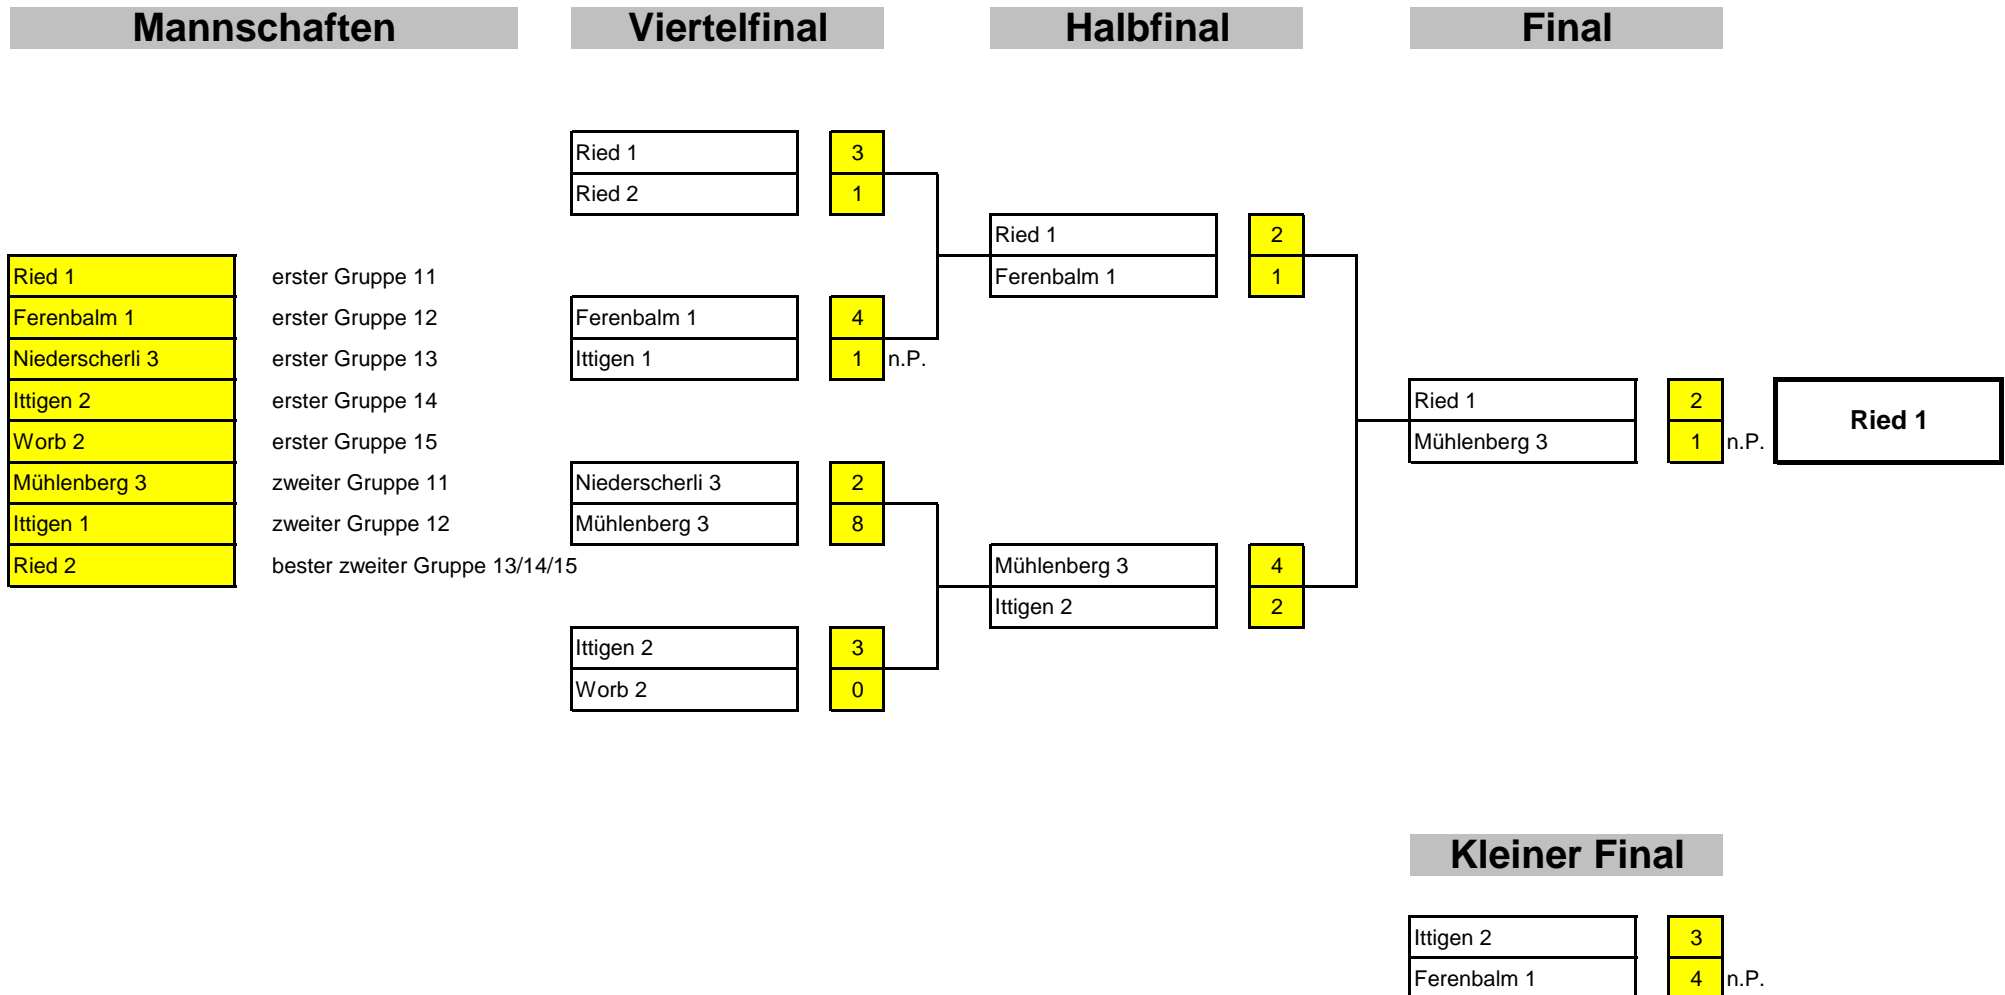 Mannschaften Viertelfinal Halbfinal Final
Ried 1 3
Ried 2 1
Ried 1 2
Ried 1 erster Gruppe 11 Ferenbalm 1 1
Ferenbalm 1 erster Gruppe 12 Ferenbalm 1 4
Niederscherli 3 erster Gruppe 13 Ittigen 1 1 n.P.
Ittigen 2 erster Gruppe 14 Ried 1 2 Ried 1
Worb 2 erster Gruppe 15 Mühlenberg 3 1 n.P.
Mühlenberg 3 zweiter Gruppe 11 Niederscherli 3 2
Ittigen 1 zweiter Gruppe 12 Mühlenberg 3 8
Ried 2 bester zweiter Gruppe 13/14/15 Mühlenberg 3 4
Ittigen 2 2
Ittigen 2 3
Worb 2 0
Kleiner Final
Ittigen 2 3
Ferenbalm 1 4 n.P.